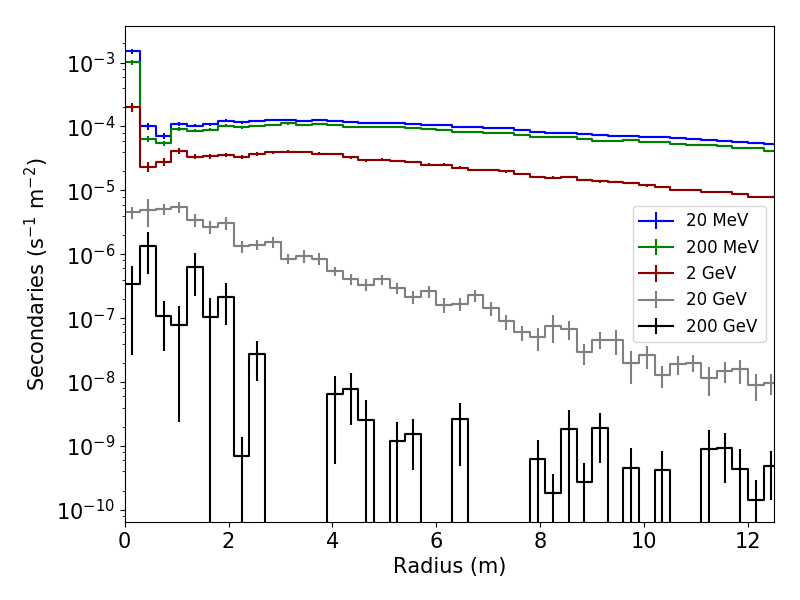 Secondaries (s⁻¹ m⁻²)
10⁻³
10⁻⁴
10⁻⁵
10⁻⁶
10⁻⁷
10⁻⁸
10⁻⁹
10⁻¹⁰
20 MeV
200 MeV
2 GeV
20 GeV
200 GeV
0 2 4 6 8 10 12
Radius (m)